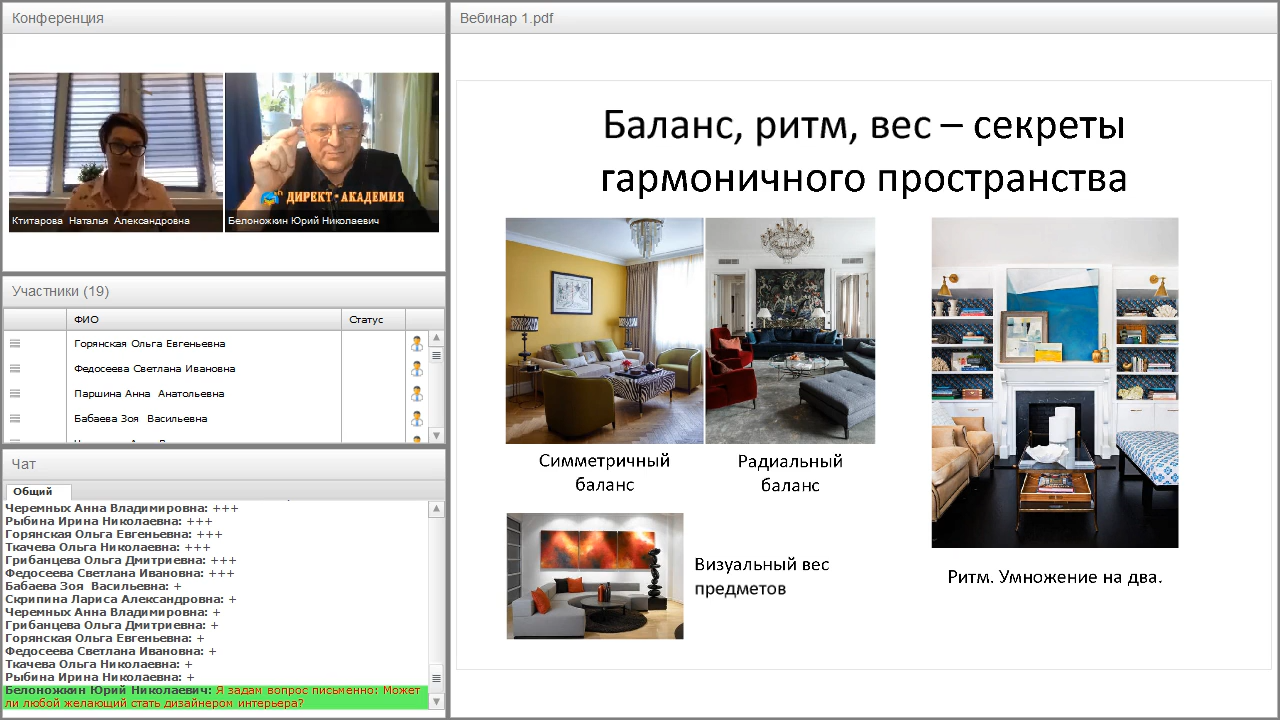 Конференция
ДИРЕКТ-АКАДЕМИЯ
Ктитарова Наталья Александровна
Белоножкин Юрий Николаевич
Участники (19)
ФИО Статус
Горянская Ольга Евгеньевна
Федосеева Светлана Ивановна
Паршина Анна Анатольевна
Бабаева Зоя Васильевна
Чат
Общий
Черемных Анна Владимировна: +++
Рыбина Ирина Николаевна: +++
Горянская Ольга Евгеньевна: +++
Ткачева Ольга Николаевна: +++
Грибанцева Ольга Дмитриевна: +++
Федосеева Светлана Ивановна: +++
Бабаева Зоя Васильевна: +
Скрипина Лариса Александровна: +
Черемных Анна Владимировна: +
Грибанцева Ольга Дмитриевна: +
Горянская Ольга Евгеньевна: +
Федосеева Светлана Ивановна: +
Ткачева Ольга Николаевна: +
Рыбина Ирина Николаевна: +
Белоножкин Юрий Николаевич: Я задам вопрос письменно: Может
ли любой желающий стать дизайнером интерьера?
Вебинар 1.pdf
Баланс, ритм, вес – секреты
гармоничного пространства
Симметричный
баланс
Радиальный
баланс
Визуальный вес
предметов
Ритм. Умножение на два.